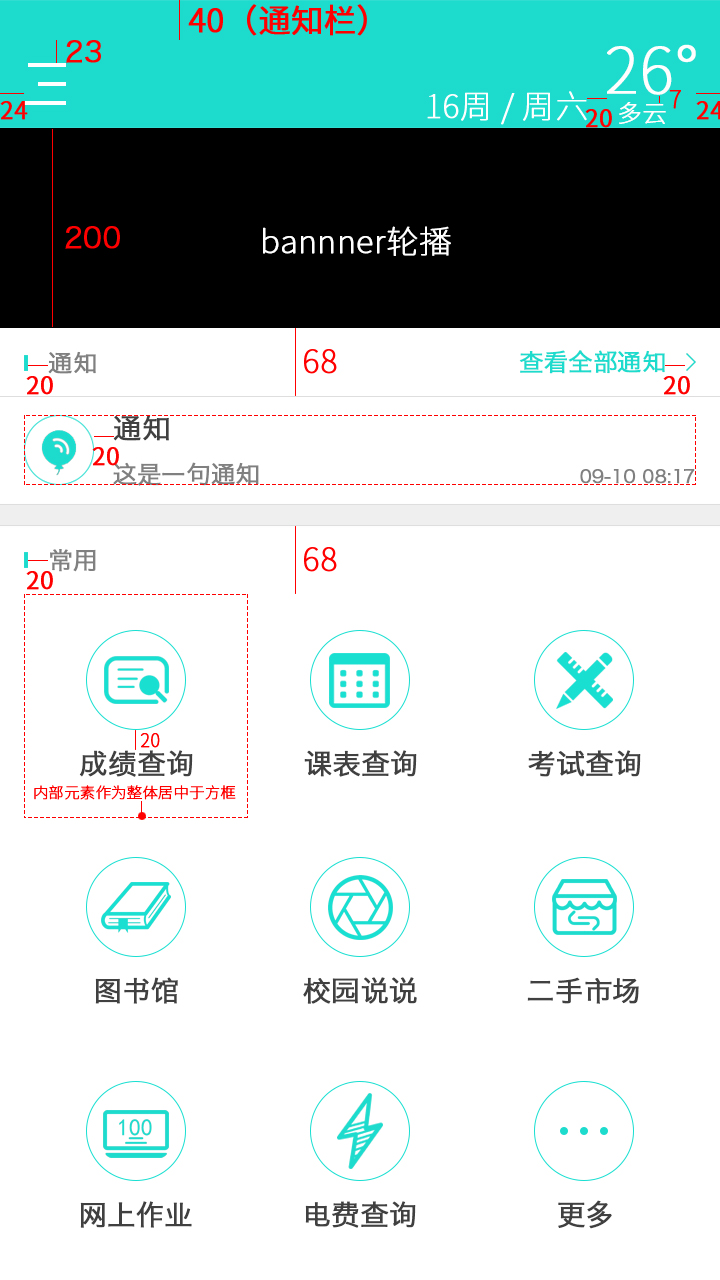 40（通知栏）
23
26°
24
7
24
16周 / 周六
20
多云
200
bannner轮播
通知
68
查看全部通知
20
20
通知
20
这是一句通知
09-10 08:17
常用
68
20
20
成绩查询
课表查询
考试查询
内部元素作为整体居中于方框
图书馆
校园说说
二手市场
100
网上作业
电费查询
更多